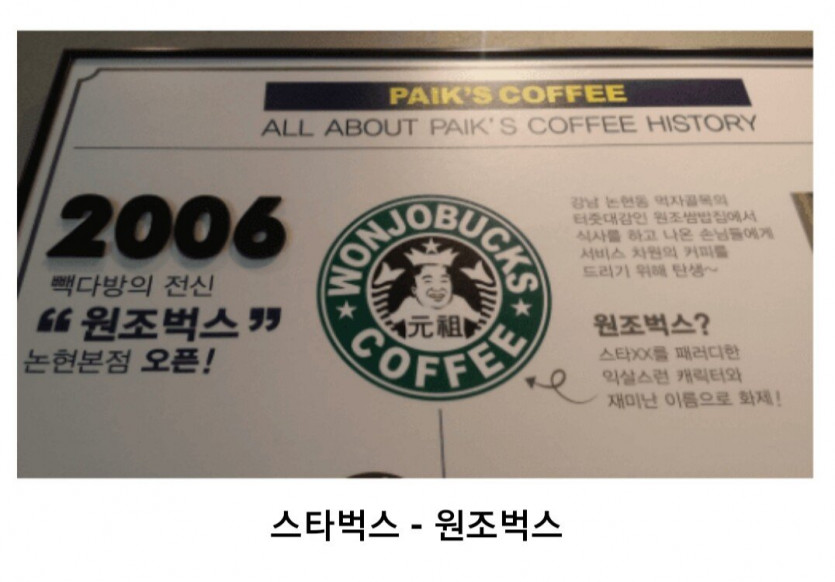 PAIK'S COFFEE
ALL ABOUT PAIK'S COFFEE HISTORY
2006
빽다방의 전신
“원조벅스”
논현본점 오픈!
WONJOBUCKS
元祖
COFFEE
강남 논현동 먹자골목의
터줏대감인 원조쌈밥집에서
식사를 하고 나온 손님들에게
서비스 차원의 커피를
드리기 위해 탄생~
원조벅스?
스타XX를 패러디한
익살스런 캐릭터와
재미난 이름으로 화제!
스타벅스 - 원조벅스